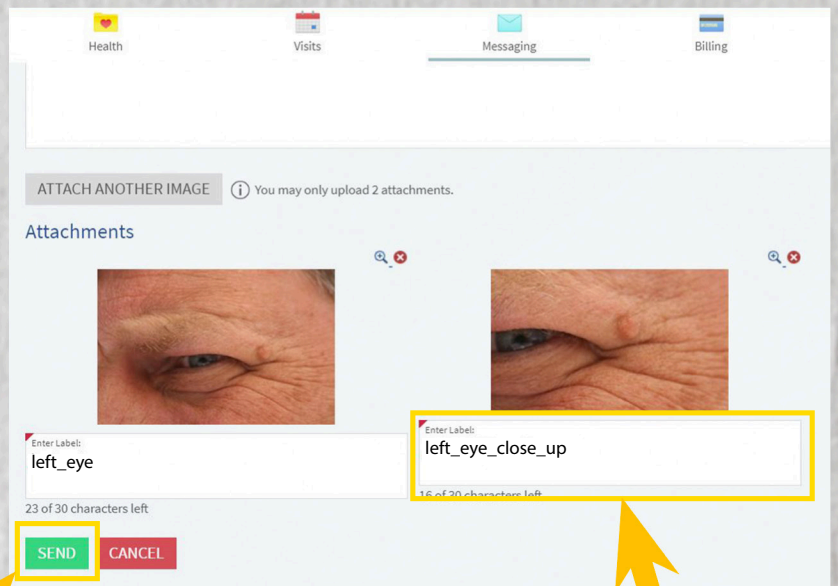 Health
Visits
Messaging
Billing
ATTACH ANOTHER IMAGE
You may only upload 2 attachments.
Attachments
Enter Label:
left_eye
23 of 30 characters left
Enter Label:
left_eye_close_up
16 of 30 characters left
SEND
CANCEL